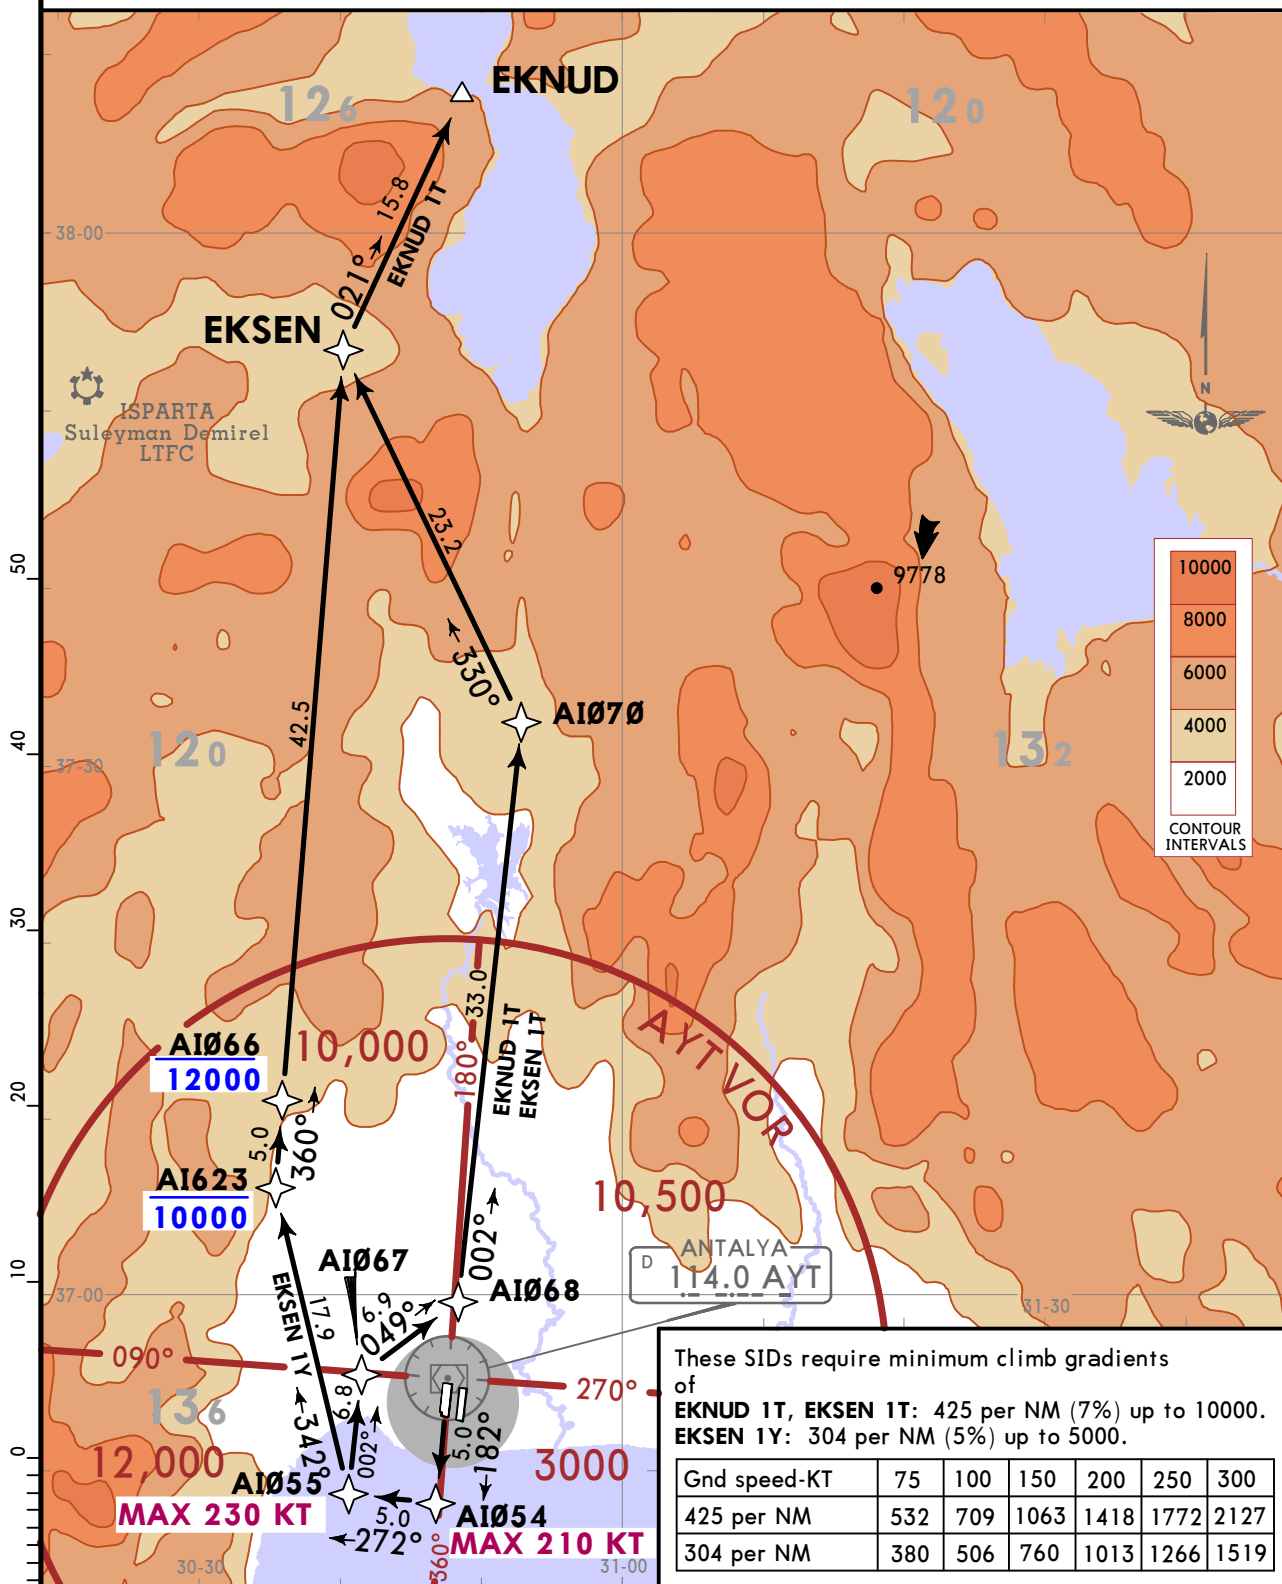 EKNUD
126
120
15.8
EKNUD 1T
021°
38-00
EKSEN
N
ISPARTA
Suleyman Demirel
LTFC
23.2
9778
50
10000
8000
6000
4000
2000
CONTOUR
INTERVALS
330°
AIØ70
42.5
120
132
40
37-30
30
33.0
AYT VOR
AIØ66
12000
10,000
180°
EKNUD 1T
EKSEN 1T
20
5.0
360°
AI623
10000
10,500
002°
ANTALYA
D
114.0 AYT
AIØ67
10
37-00
EKSEN 1Y
17.9
6.9
049°
AIØ68
31-30
090°
270°
136
6.8
342°
002°
5.0
182°
0
12,000
3000
AIØ55
MAX 230 KT
5.0
272°
AIØ54
MAX 210 KT
360°
30-30
31-00
These SIDs require minimum climb gradients
of
EKNUD 1T, EKSEN 1T: 425 per NM (7%) up to 10000.
EKSEN 1Y: 304 per NM (5%) up to 5000.
Gnd speed-KT 75 100 150 200 250 300
425 per NM 532 709 1063 1418 1772 2127
304 per NM 380 506 760 1013 1266 1519